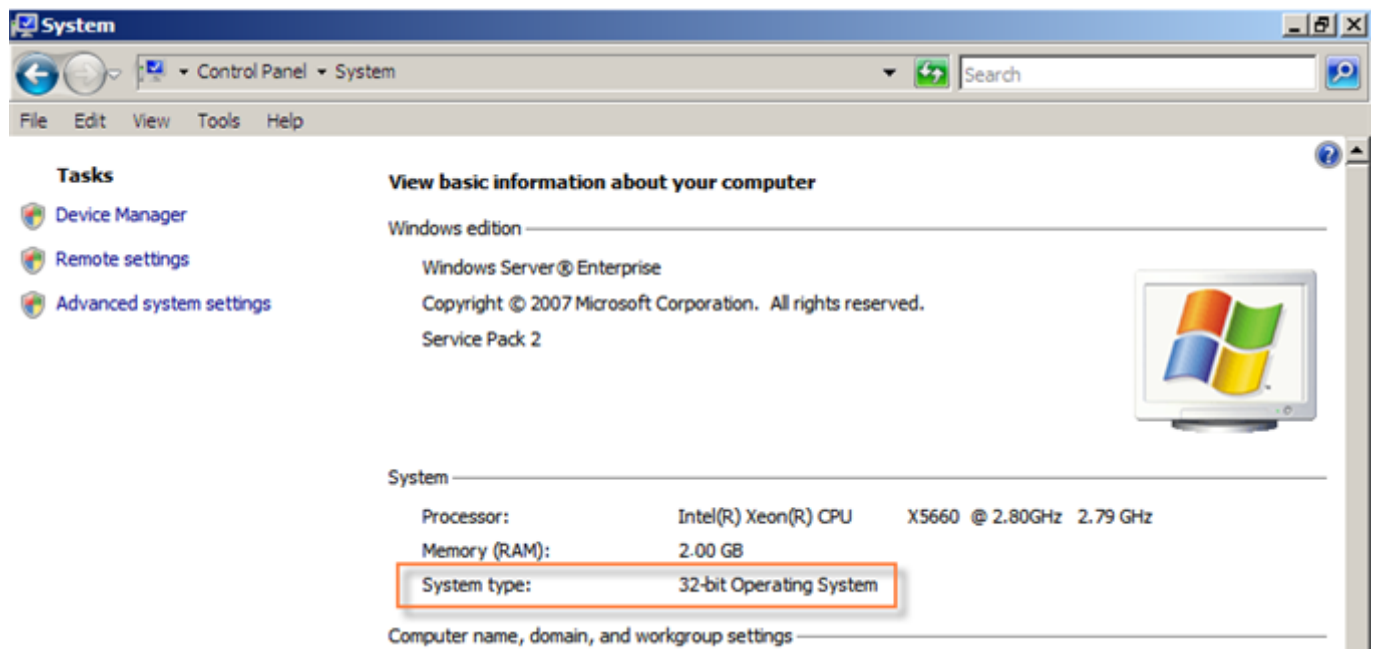 System
Control Panel System
Search
File Edit View Tools Help
Tasks
Device Manager
Remote settings
Advanced system settings
View basic information about your computer
Windows edition
Windows Server® Enterprise
Copyright © 2007 Microsoft Corporation. All rights reserved.
Service Pack 2
System
Processor: Intel(R) Xeon(R) CPU X5660 @ 2.80GHz 2.79 GHz
Memory (RAM): 2.00 GB
System type: 32-bit Operating System
Computer name, domain, and workgroup settings